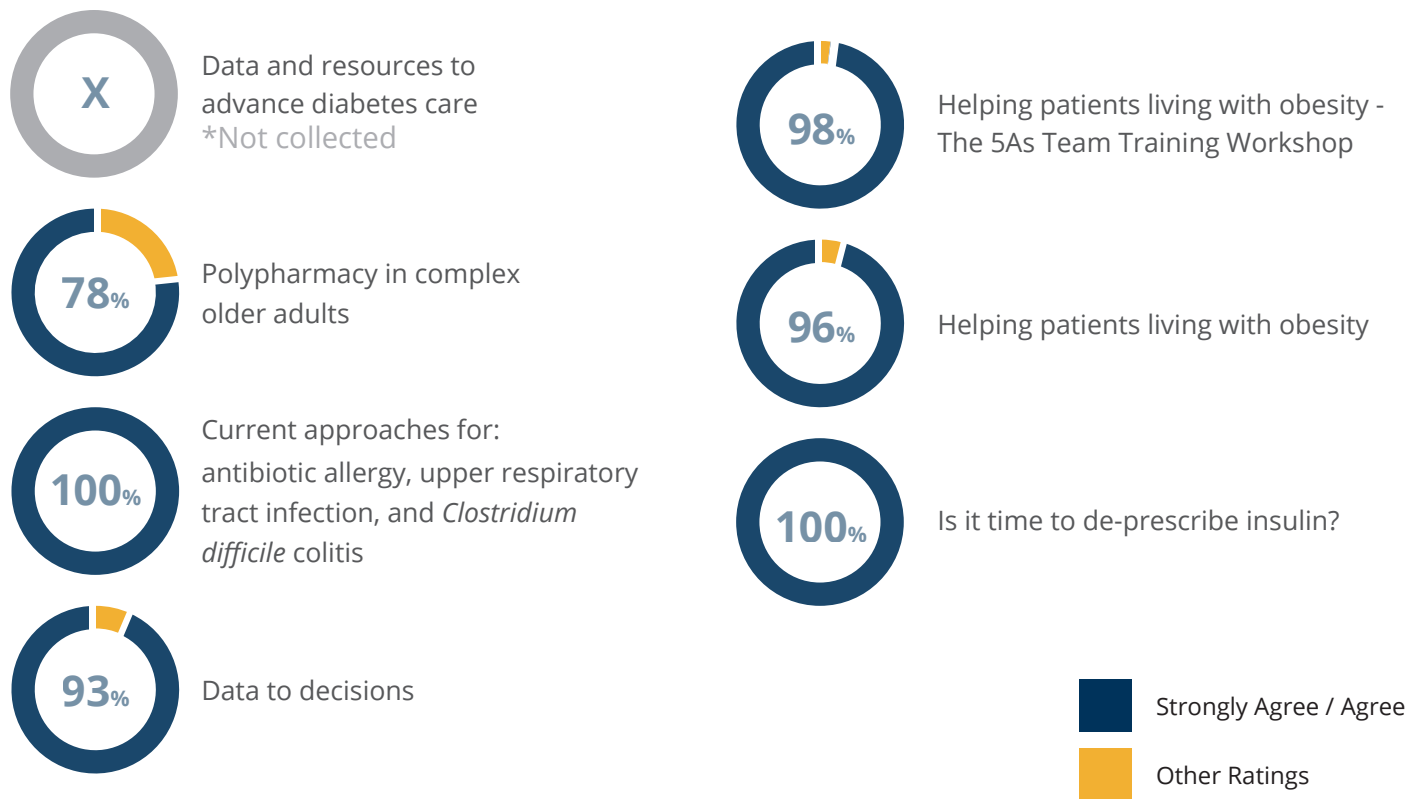 X
Data and resources to
advance diabetes care
*Not collected
78%
Polypharmacy in complex
older adults
100%
Current approaches for:
antibiotic allergy, upper respiratory
tract infection, and Clostridium
difficile colitis
93%
Data to decisions
98%
Helping patients living with obesity -
The 5As Team Training Workshop
96%
Helping patients living with obesity
100%
Is it time to de-prescribe insulin?
Strongly Agree / Agree
Other Ratings